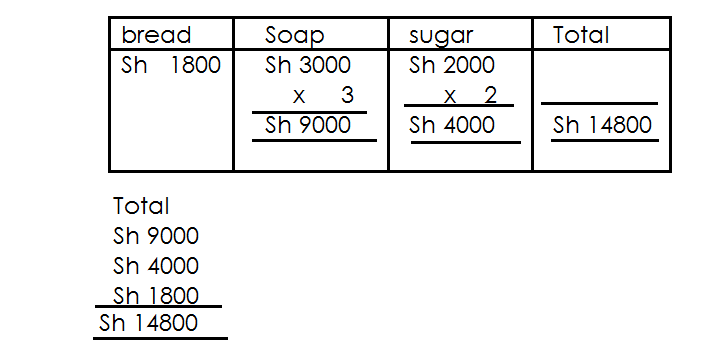 bread Soap sugar Total
Sh 1800 Sh 3000 Sh 2000
x 3 x 2
Sh 9000 Sh 4000 Sh 14800
Total
Sh 9000
Sh 4000
Sh 1800
Sh 14800